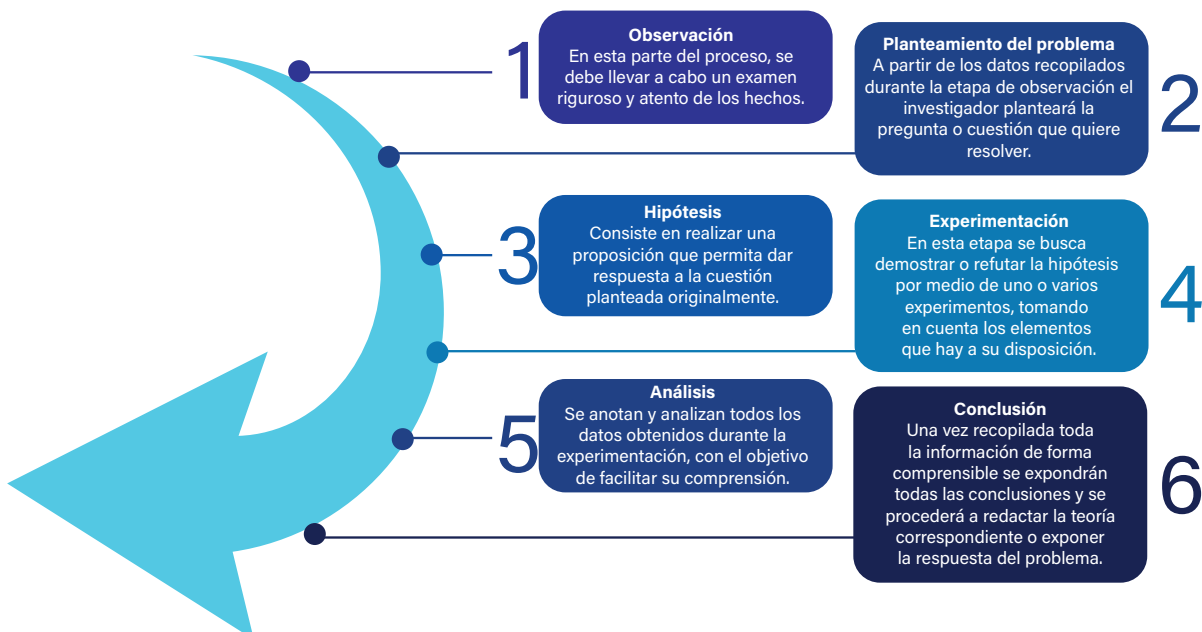 1
Observación
En esta parte del proceso, se
debe llevar a cabo un examen
riguroso y atento de los hechos.
Planteamiento del problema
A partir de los datos recopilados
durante la etapa de observación el
investigador planteará la
pregunta o cuestión que quiere
resolver.
2
3
Hipótesis
Consiste en realizar una
proposición que permita dar
respuesta a la cuestión
planteada originalmente.
Experimentación
En esta etapa se busca
demostrar o refutar la hipótesis
por medio de uno o varios
experimentos, tomando
en cuenta los elementos
que hay a su disposición.
4
5
Análisis
Se anotan y analizan todos los
datos obtenidos durante la
experimentación, con el objetivo
de facilitar su comprensión.
Conclusión
Una vez recopilada toda
la información de forma
comprensible se expondrán
todas las conclusiones y se
procederá a redactar la teoría
correspondiente o exponer
la respuesta del problema.
6